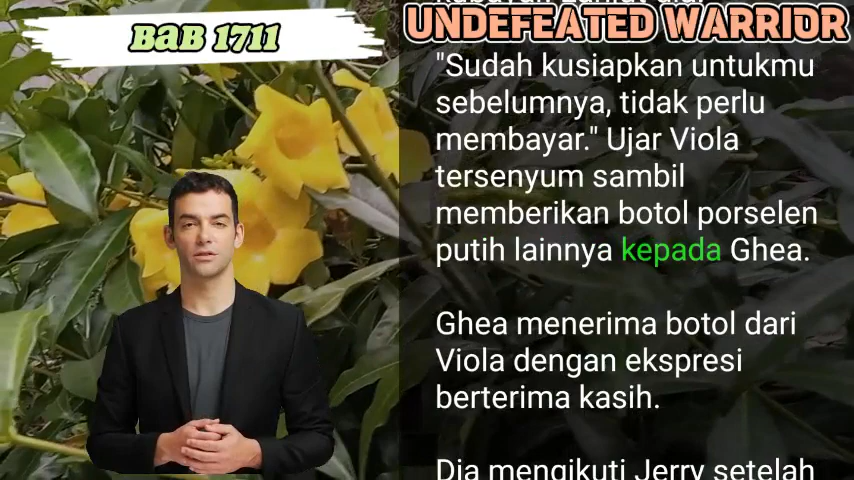 BAB 1711
UNDEFEATED WARRIOR
"Sudah kusiapkan untukmu
sebelumnya, tidak perlu
membayar." Ujar Viola
tersenyum sambil
memberikan botol porselen
putih lainnya kepada Ghea.
Ghea menerima botol dari
Viola dengan ekspresi
berterima kasih.
Dia mengikuti Jerry setelah